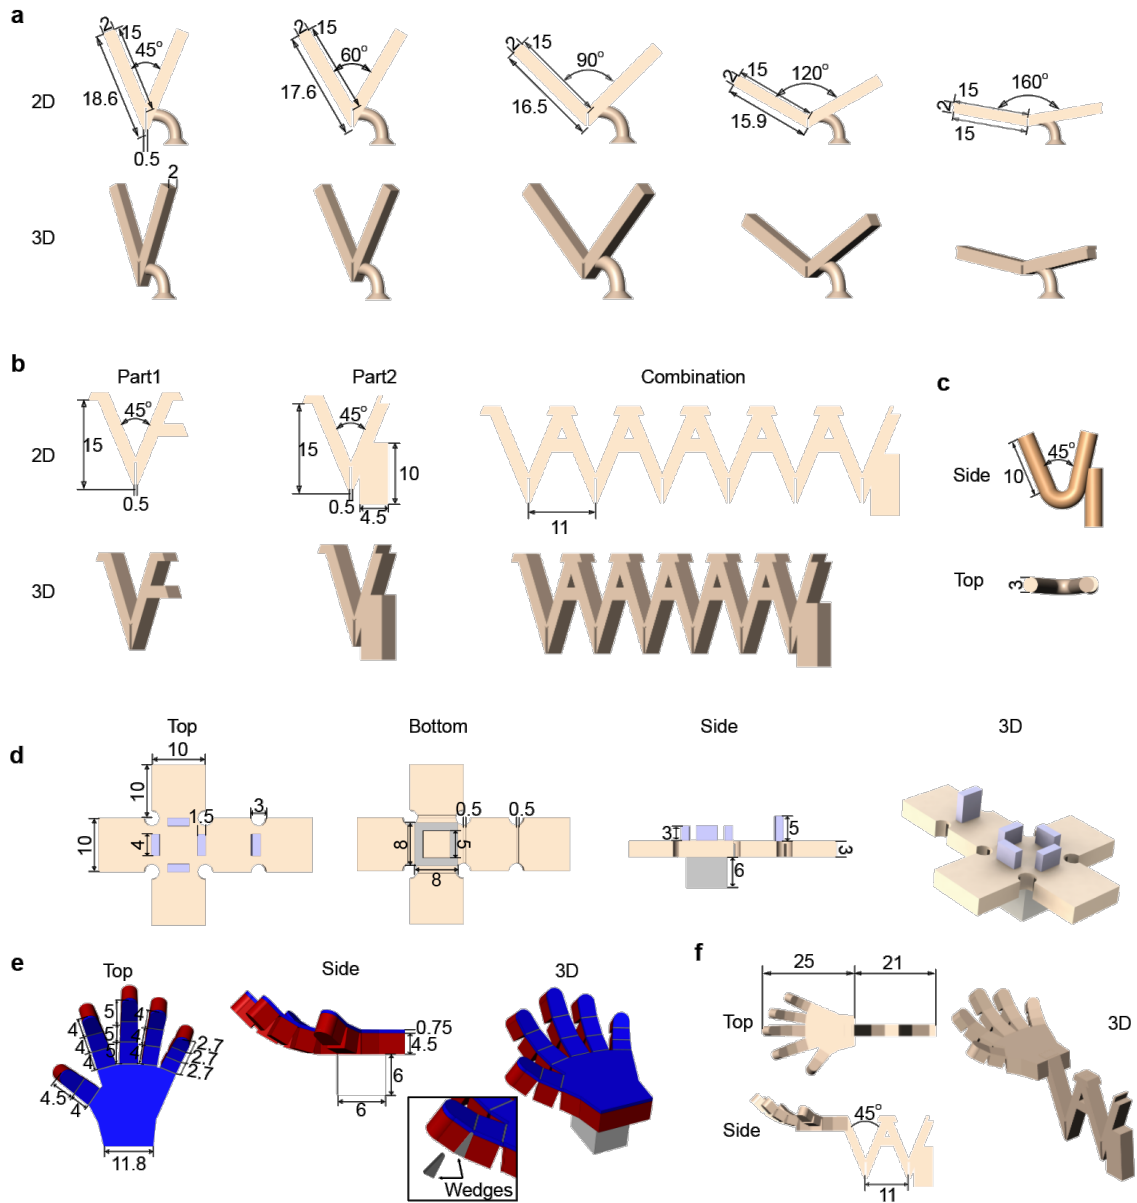 a
2 15 45° 2 15 60° 2 15 90° 2 15 120° 15 160°
2D
18.6 17.6 16.5 15.9 2 15
0.5
2
3D
b
Part1 Part2 Combination
c
45° 45°
2D
15 15 10
0.5 0.5 4.5
11
Side
10 45°
3D
Top
3
d
Top Bottom Side 3D
10
10 3 0.5 0.5
10 4 1.5 8 5 3 5 3
8 6
e
Top Side 3D
5 4
4 5 4 2.7
4 5 4 2.7
4 2.7
4.5 4
11.8
0.75
4.5
6
6
Wedges
f
25 21
Top
3D
45°
Side
11